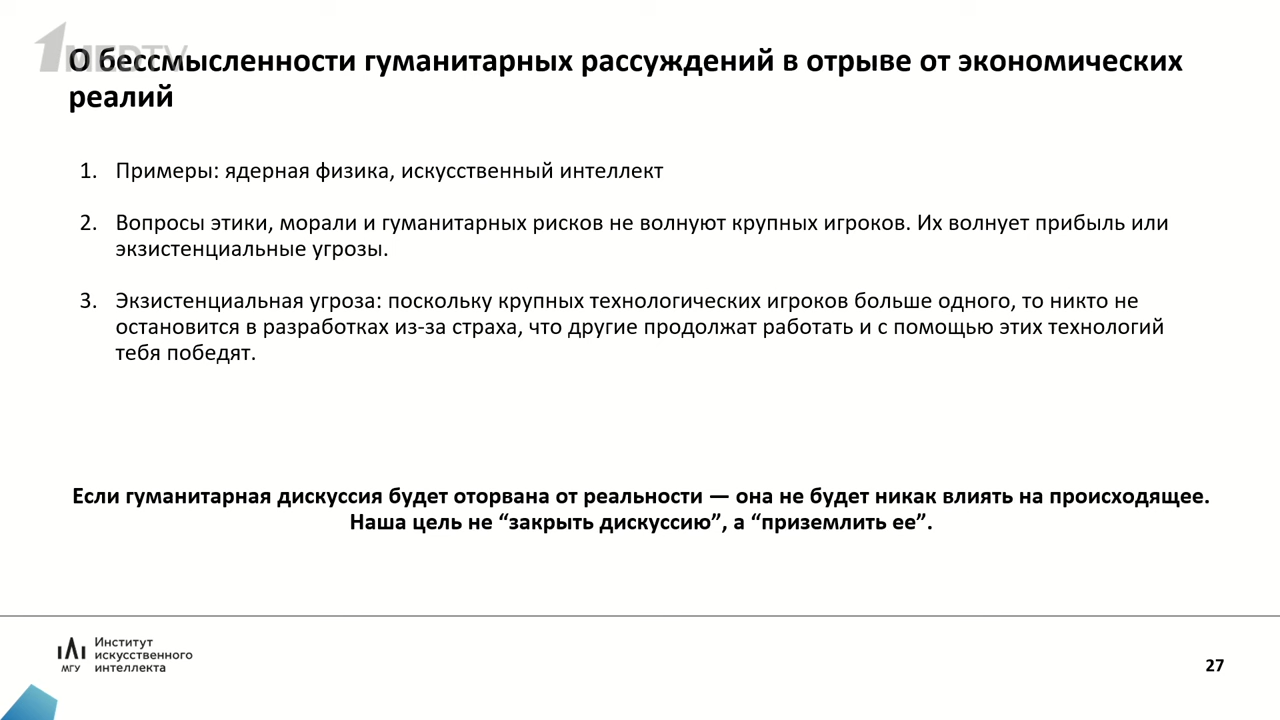 1MEDTV
О бессмысленности гуманитарных рассуждений в отрыве от экономических
реалий
1. Примеры: ядерная физика, искусственный интеллект
2. Вопросы этики, морали и гуманитарных рисков не волнуют крупных игроков. Их волнует прибыль или
экзистенциальные угрозы.
3. Экзистенциальная угроза: поскольку крупных технологических игроков больше одного, то никто не
остановится в разработках из-за страха, что другие продолжат работать и с помощью этих технологий
тебя победят.
Если гуманитарная дискуссия будет оторвана от реальности — она не будет никак влиять на происходящее.
Наша цель не “закрыть дискуссию”, а “приземлить ее”.
МГУ
Институт
искусственного
интеллекта
27